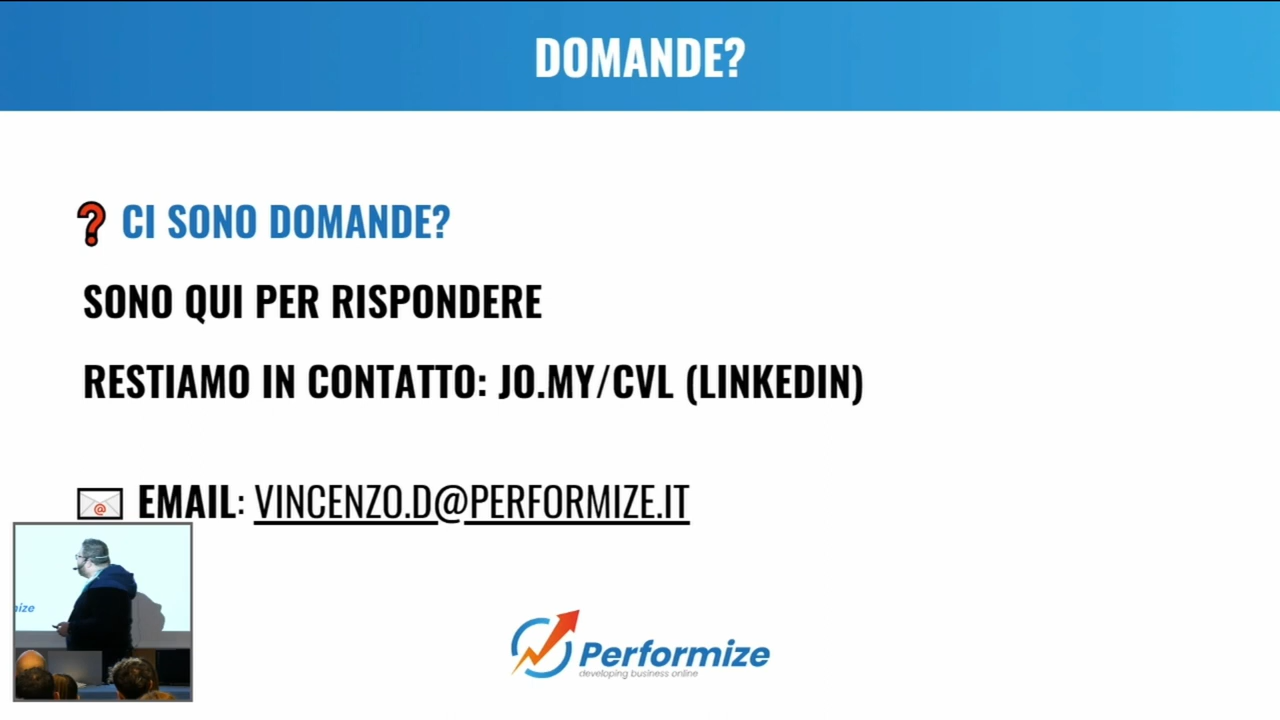 DOMANDE?
❓ CI SONO DOMANDE?
SONO QUI PER RISPONDERE
RESTIAMO IN CONTATTO: JO.MY/CVL (LINKEDIN)
EMAIL: VINCENZO.D@PERFORMIZE.IT
mize
Performize
developing business online